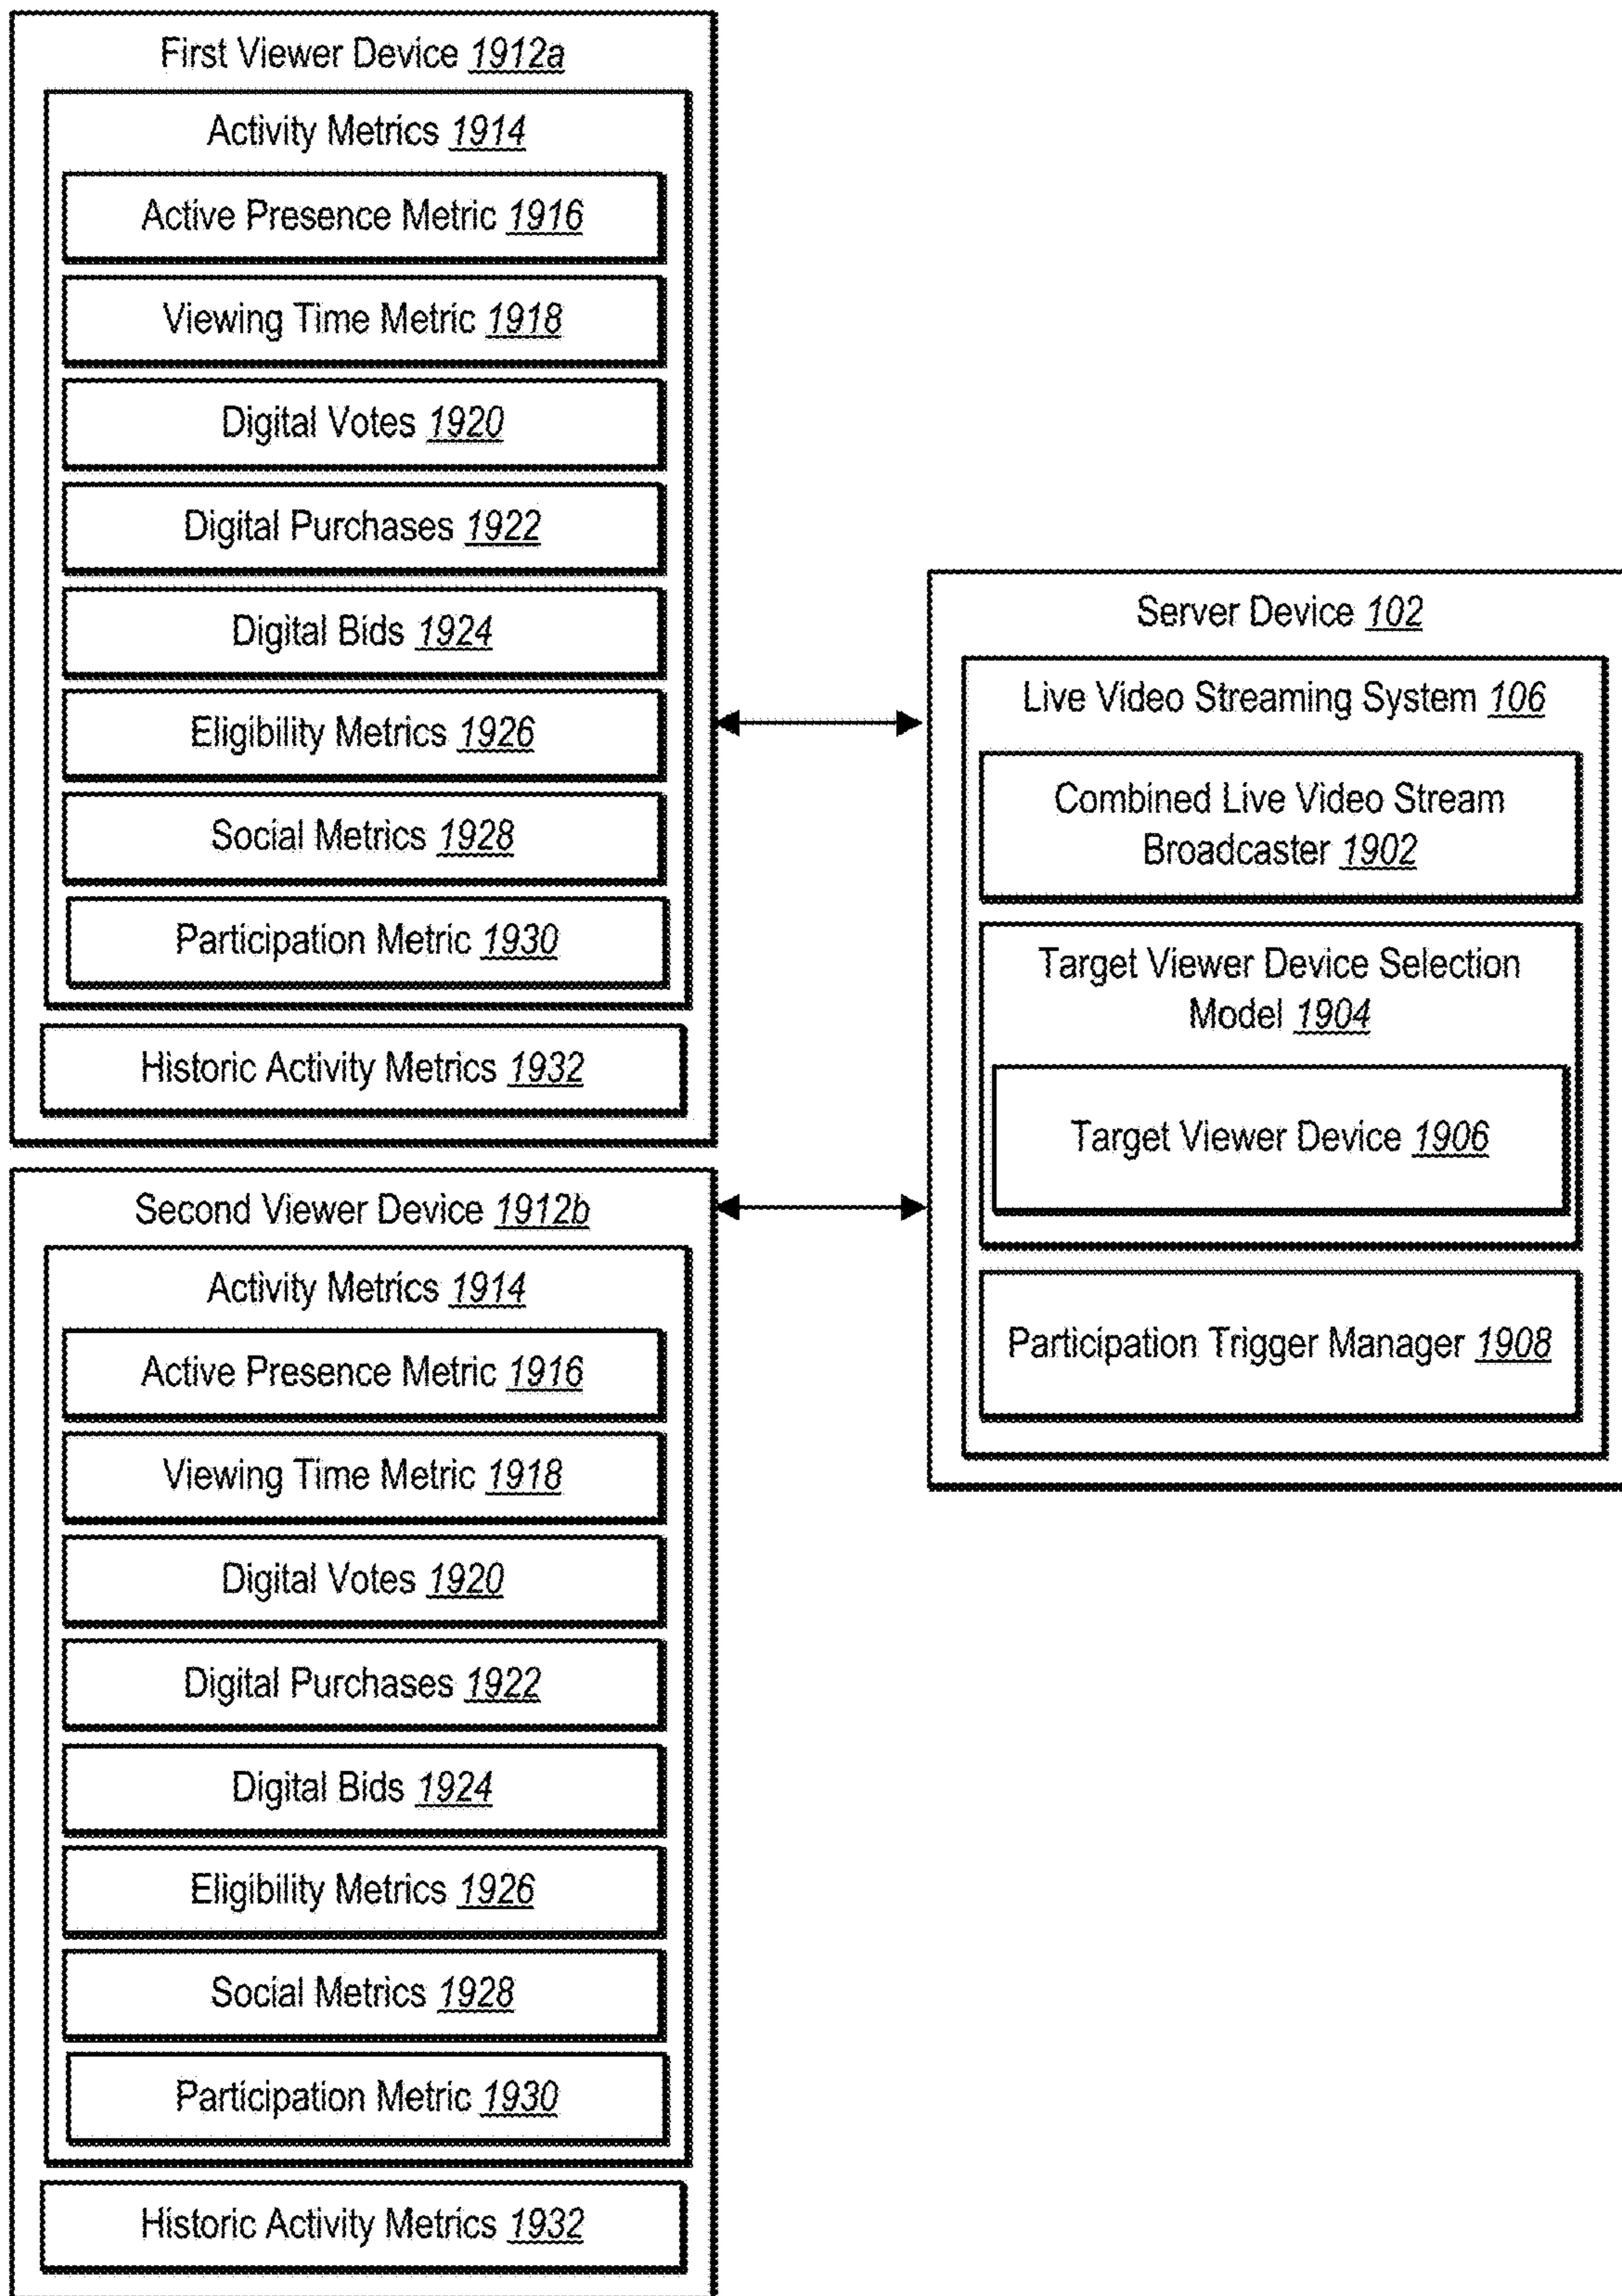 First Viewer Device 1912a
Activity Metrics 1914
Active Presence Metric 1916
Viewing Time Metric 1918
Digital Votes 1920
Digital Purchases 1922
Digital Bids 1924
Eligibility Metrics 1926
Social Metrics 1928
Participation Metric 1930
Historic Activity Metrics 1932
Second Viewer Device 1912b
Activity Metrics 1914
Active Presence Metric 1916
Viewing Time Metric 1918
Digital Votes 1920
Digital Purchases 1922
Digital Bids 1924
Eligibility Metrics 1926
Social Metrics 1928
Participation Metric 1930
Historic Activity Metrics 1932
Server Device 102
Live Video Streaming System 106
Combined Live Video Stream
Broadcaster 1902
Target Viewer Device Selection
Model 1904
Target Viewer Device 1906
Participation Trigger Manager 1908